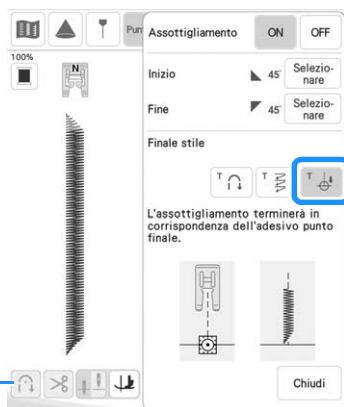 Pun
Assottigliamento ON OFF
100%
N
Inizio 45° Selezio-
nare
Fine 45° Selezio-
nare
Finale stile
T T T
L'assottigliamento terminerà in
corrispondenza dell'adesivo punto
finale.
Chiudi